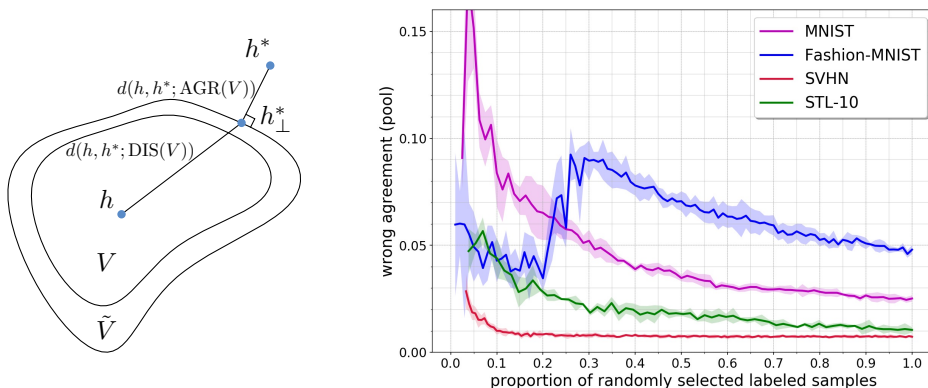 h*
d(h, h*; AGR(V))
h*⊥
d(h, h*; DIS(V))
h
V
Ṽ
wrong agreement (pool)
0.15
0.10
0.05
0.00
MNIST
Fashion-MNIST
SVHN
STL-10
0.0 0.1 0.2 0.3 0.4 0.5 0.6 0.7 0.8 0.9 1.0
proportion of randomly selected labeled samples